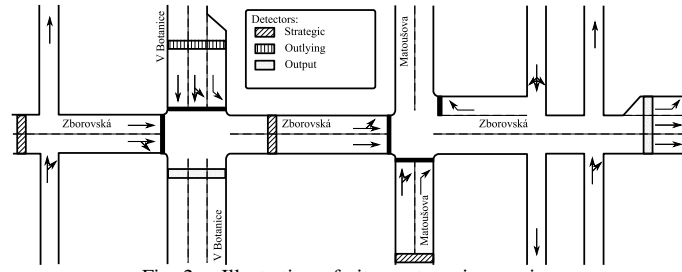 Detectors:
Strategic
Outlying
Output
V Botanice
Matoušova
Zborovská
Zborovská
Zborovská
V Botanice
Matoušova